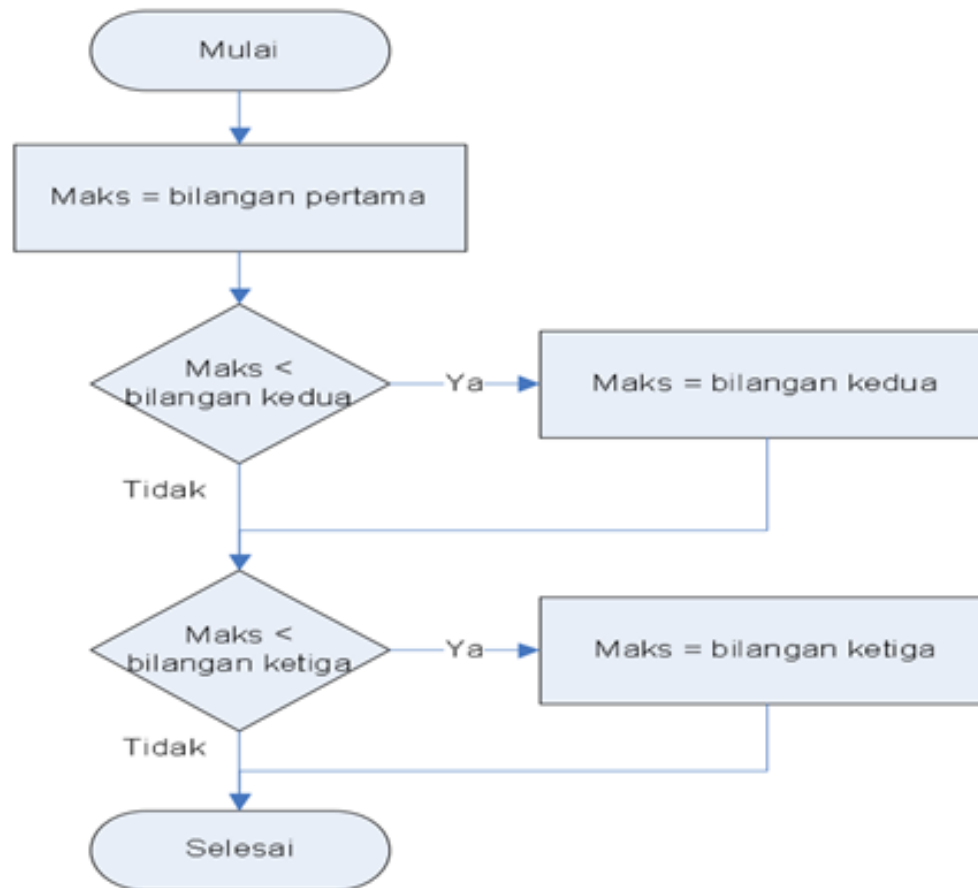 Mulai
Maks = bilangan pertama
Maks <
bilangan kedua
Ya
Maks = bilangan kedua
Tidak
Maks <
bilangan ketiga
Ya
Maks = bilangan ketiga
Tidak
Selesai